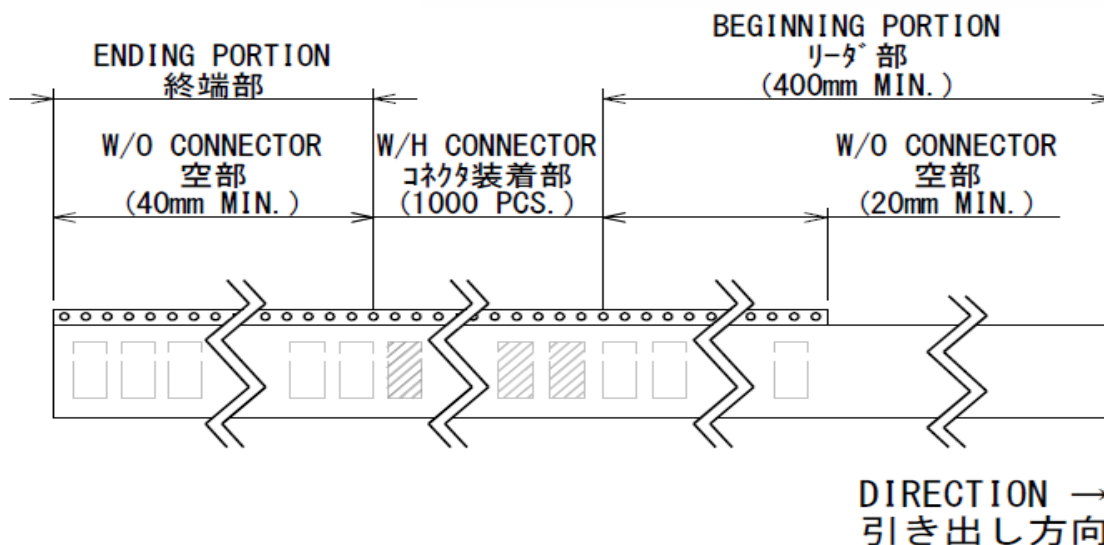 ENDING PORTION
終端部
BEGINNING PORTION
ﾘｰﾀﾞ部
(400mm MIN.)
W/O CONNECTOR
空部
(40mm MIN.)
W/H CONNECTOR
ｺﾈｸﾀ装着部
(1000 PCS.)
W/O CONNECTOR
空部
(20mm MIN.)
DIRECTION →
引き出し方向